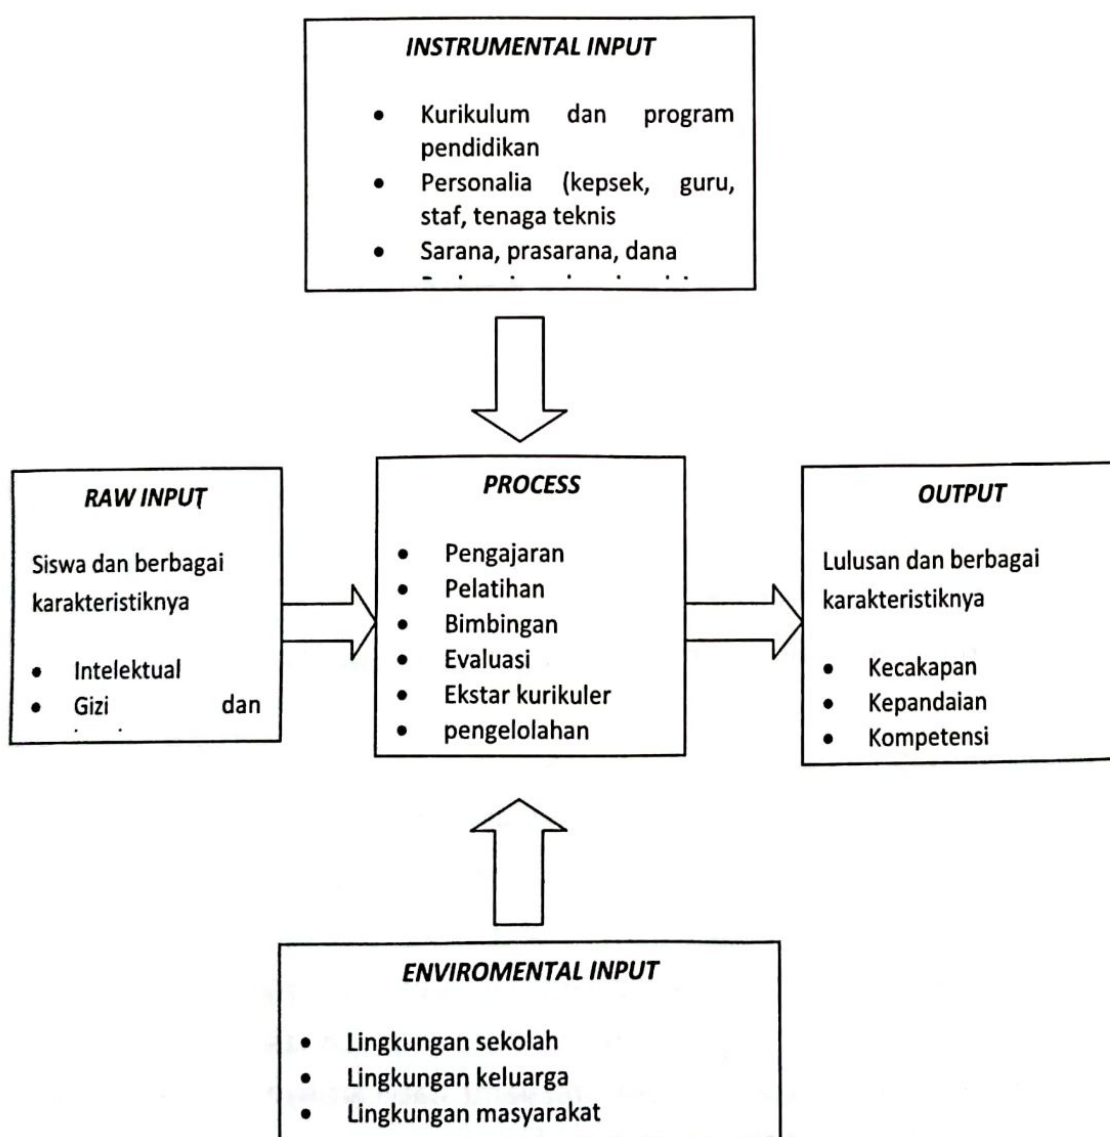 INSTRUMENTAL INPUT
• Kurikulum dan program
pendidikan
• Personalia (kepsek, guru,
staf, tenaga teknis
• Sarana, prasarana, dana
RAW INPUT
Siswa dan berbagai
karakteristiknya
• Intelektual
• Gizi dan
PROCESS
• Pengajaran
• Pelatihan
• Bimbingan
• Evaluasi
• Ekstar kurikuler
• pengelolahan
OUTPUT
Lulusan dan berbagai
karakteristiknya
• Kecakapan
• Kepandaian
• Kompetensi
ENVIROMENTAL INPUT
• Lingkungan sekolah
• Lingkungan keluarga
• Lingkungan masyarakat